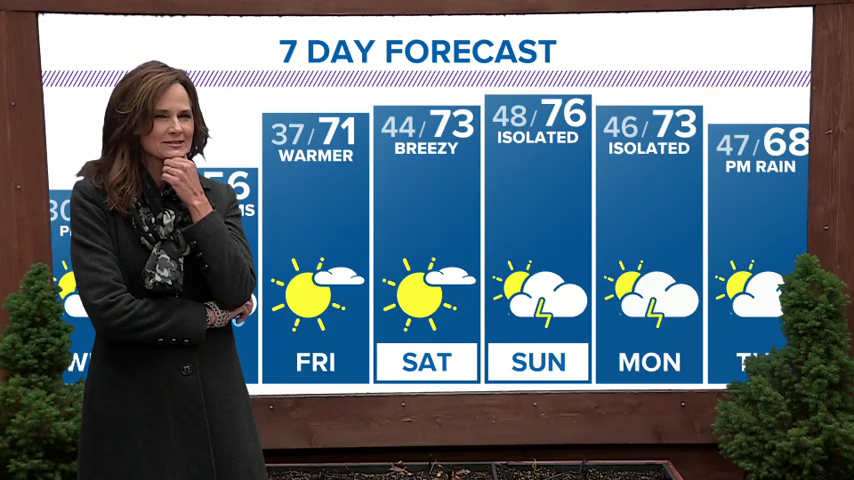 7 DAY FORECAST
37/71
WARMER
FRI
44/73
BREEZY
SAT
48/76
ISOLATED
SUN
46/73
ISOLATED
MON
47/68
PM RAIN